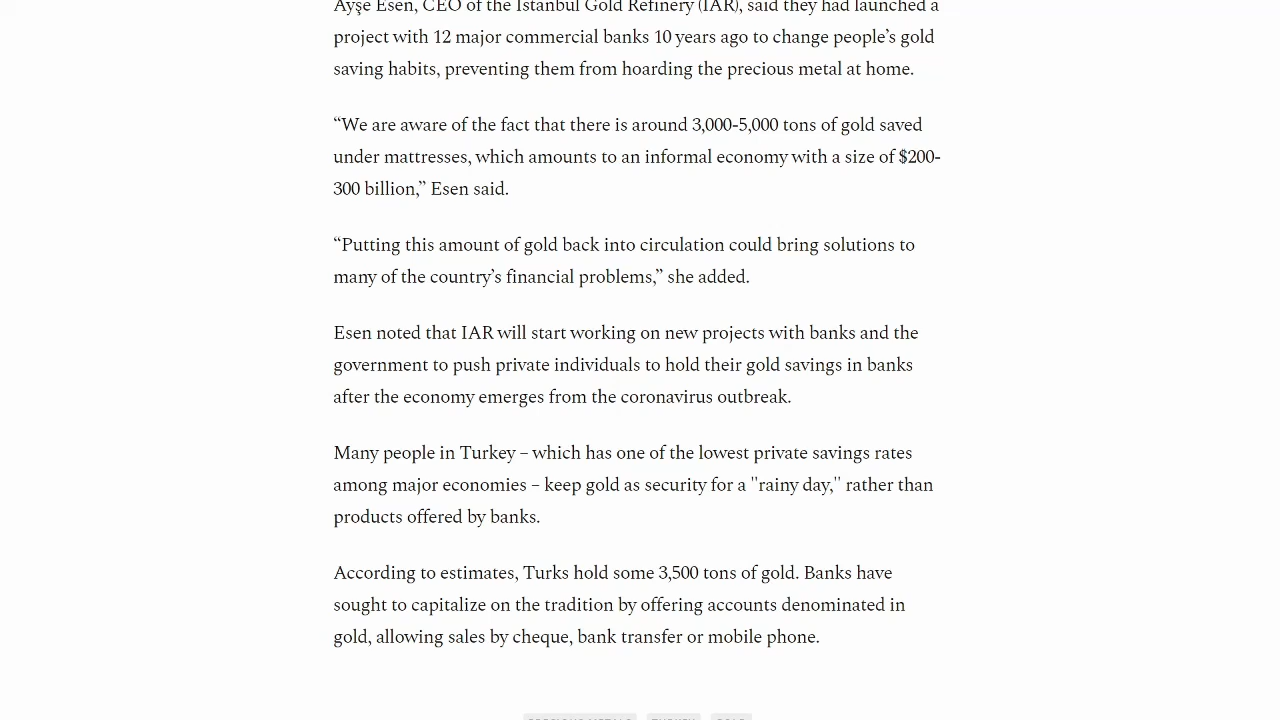 Ayşe Esen, CEO of the Istanbul Gold Refinery (IAR), said they had launched a
project with 12 major commercial banks 10 years ago to change people’s gold
saving habits, preventing them from hoarding the precious metal at home.
“We are aware of the fact that there is around 3,000-5,000 tons of gold saved
under mattresses, which amounts to an informal economy with a size of $200-
300 billion,” Esen said.
“Putting this amount of gold back into circulation could bring solutions to
many of the country’s financial problems,” she added.
Esen noted that IAR will start working on new projects with banks and the
government to push private individuals to hold their gold savings in banks
after the economy emerges from the coronavirus outbreak.
Many people in Turkey – which has one of the lowest private savings rates
among major economies – keep gold as security for a "rainy day," rather than
products offered by banks.
According to estimates, Turks hold some 3,500 tons of gold. Banks have
sought to capitalize on the tradition by offering accounts denominated in
gold, allowing sales by cheque, bank transfer or mobile phone.